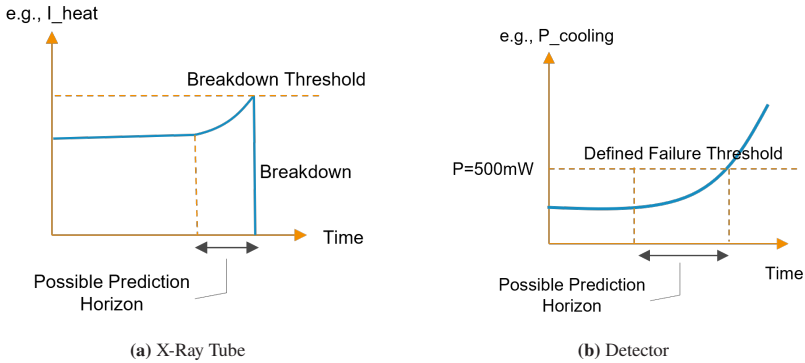 e.g., I_heat
Breakdown Threshold
Breakdown
Time
Possible Prediction
Horizon
(a) X-Ray Tube
e.g., P_cooling
Defined Failure Threshold
P=500mW
Time
Possible Prediction
Horizon
(b) Detector